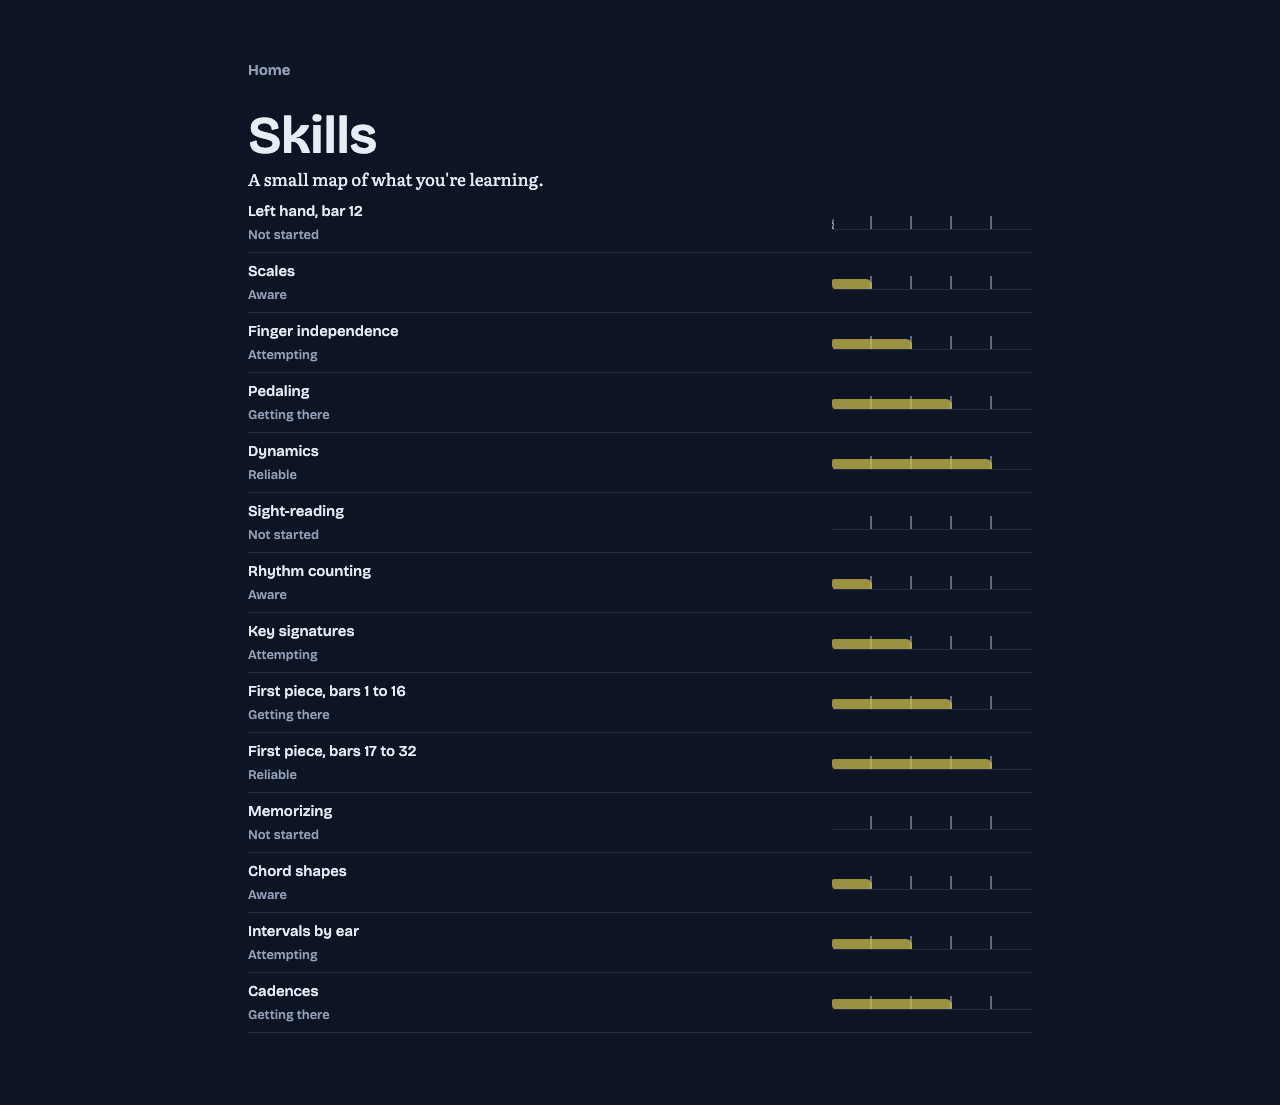 Home
Skills
A small map of what you're learning.
Left hand, bar 12
Not started
Scales
Aware
Finger independence
Attempting
Pedaling
Getting there
Dynamics
Reliable
Sight-reading
Not started
Rhythm counting
Aware
Key signatures
Attempting
First piece, bars 1 to 16
Getting there
First piece, bars 17 to 32
Reliable
Memorizing
Not started
Chord shapes
Aware
Intervals by ear
Attempting
Cadences
Getting there